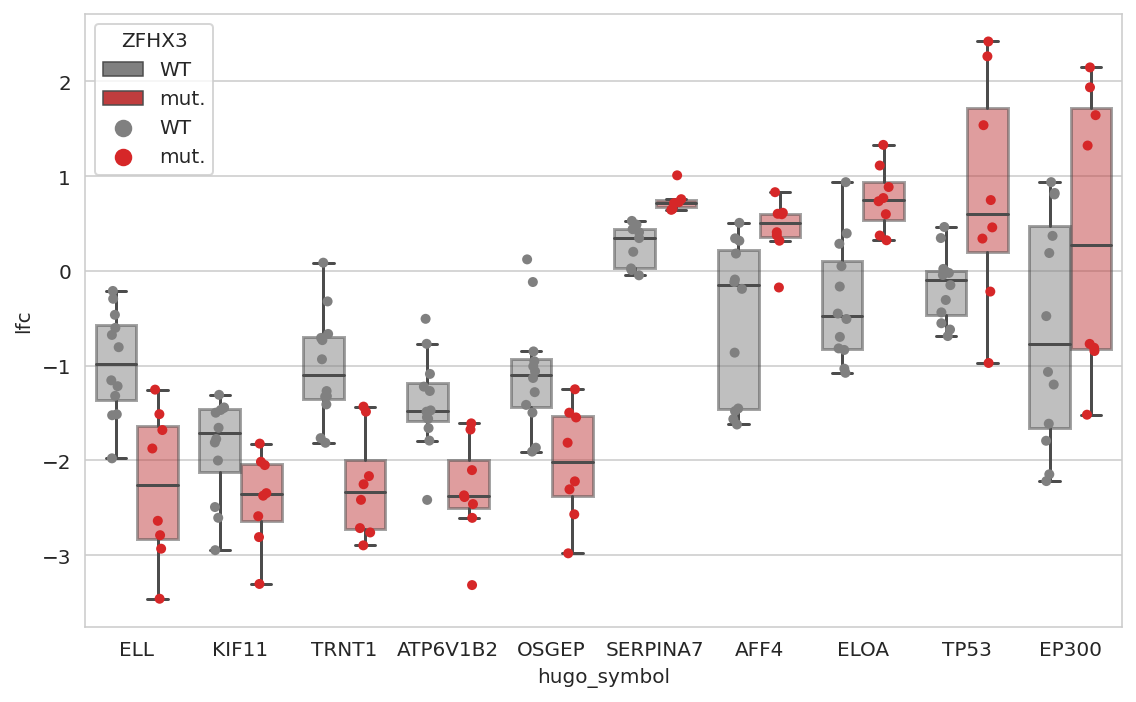 ZFHX3
WT
mut.
WT
mut.
2
1
0
−1
−2
−3
lfc
ELL KIF11 TRNT1 ATP6V1B2 OSGEP SERPINA7 AFF4 ELOA TP53 EP300
hugo_symbol